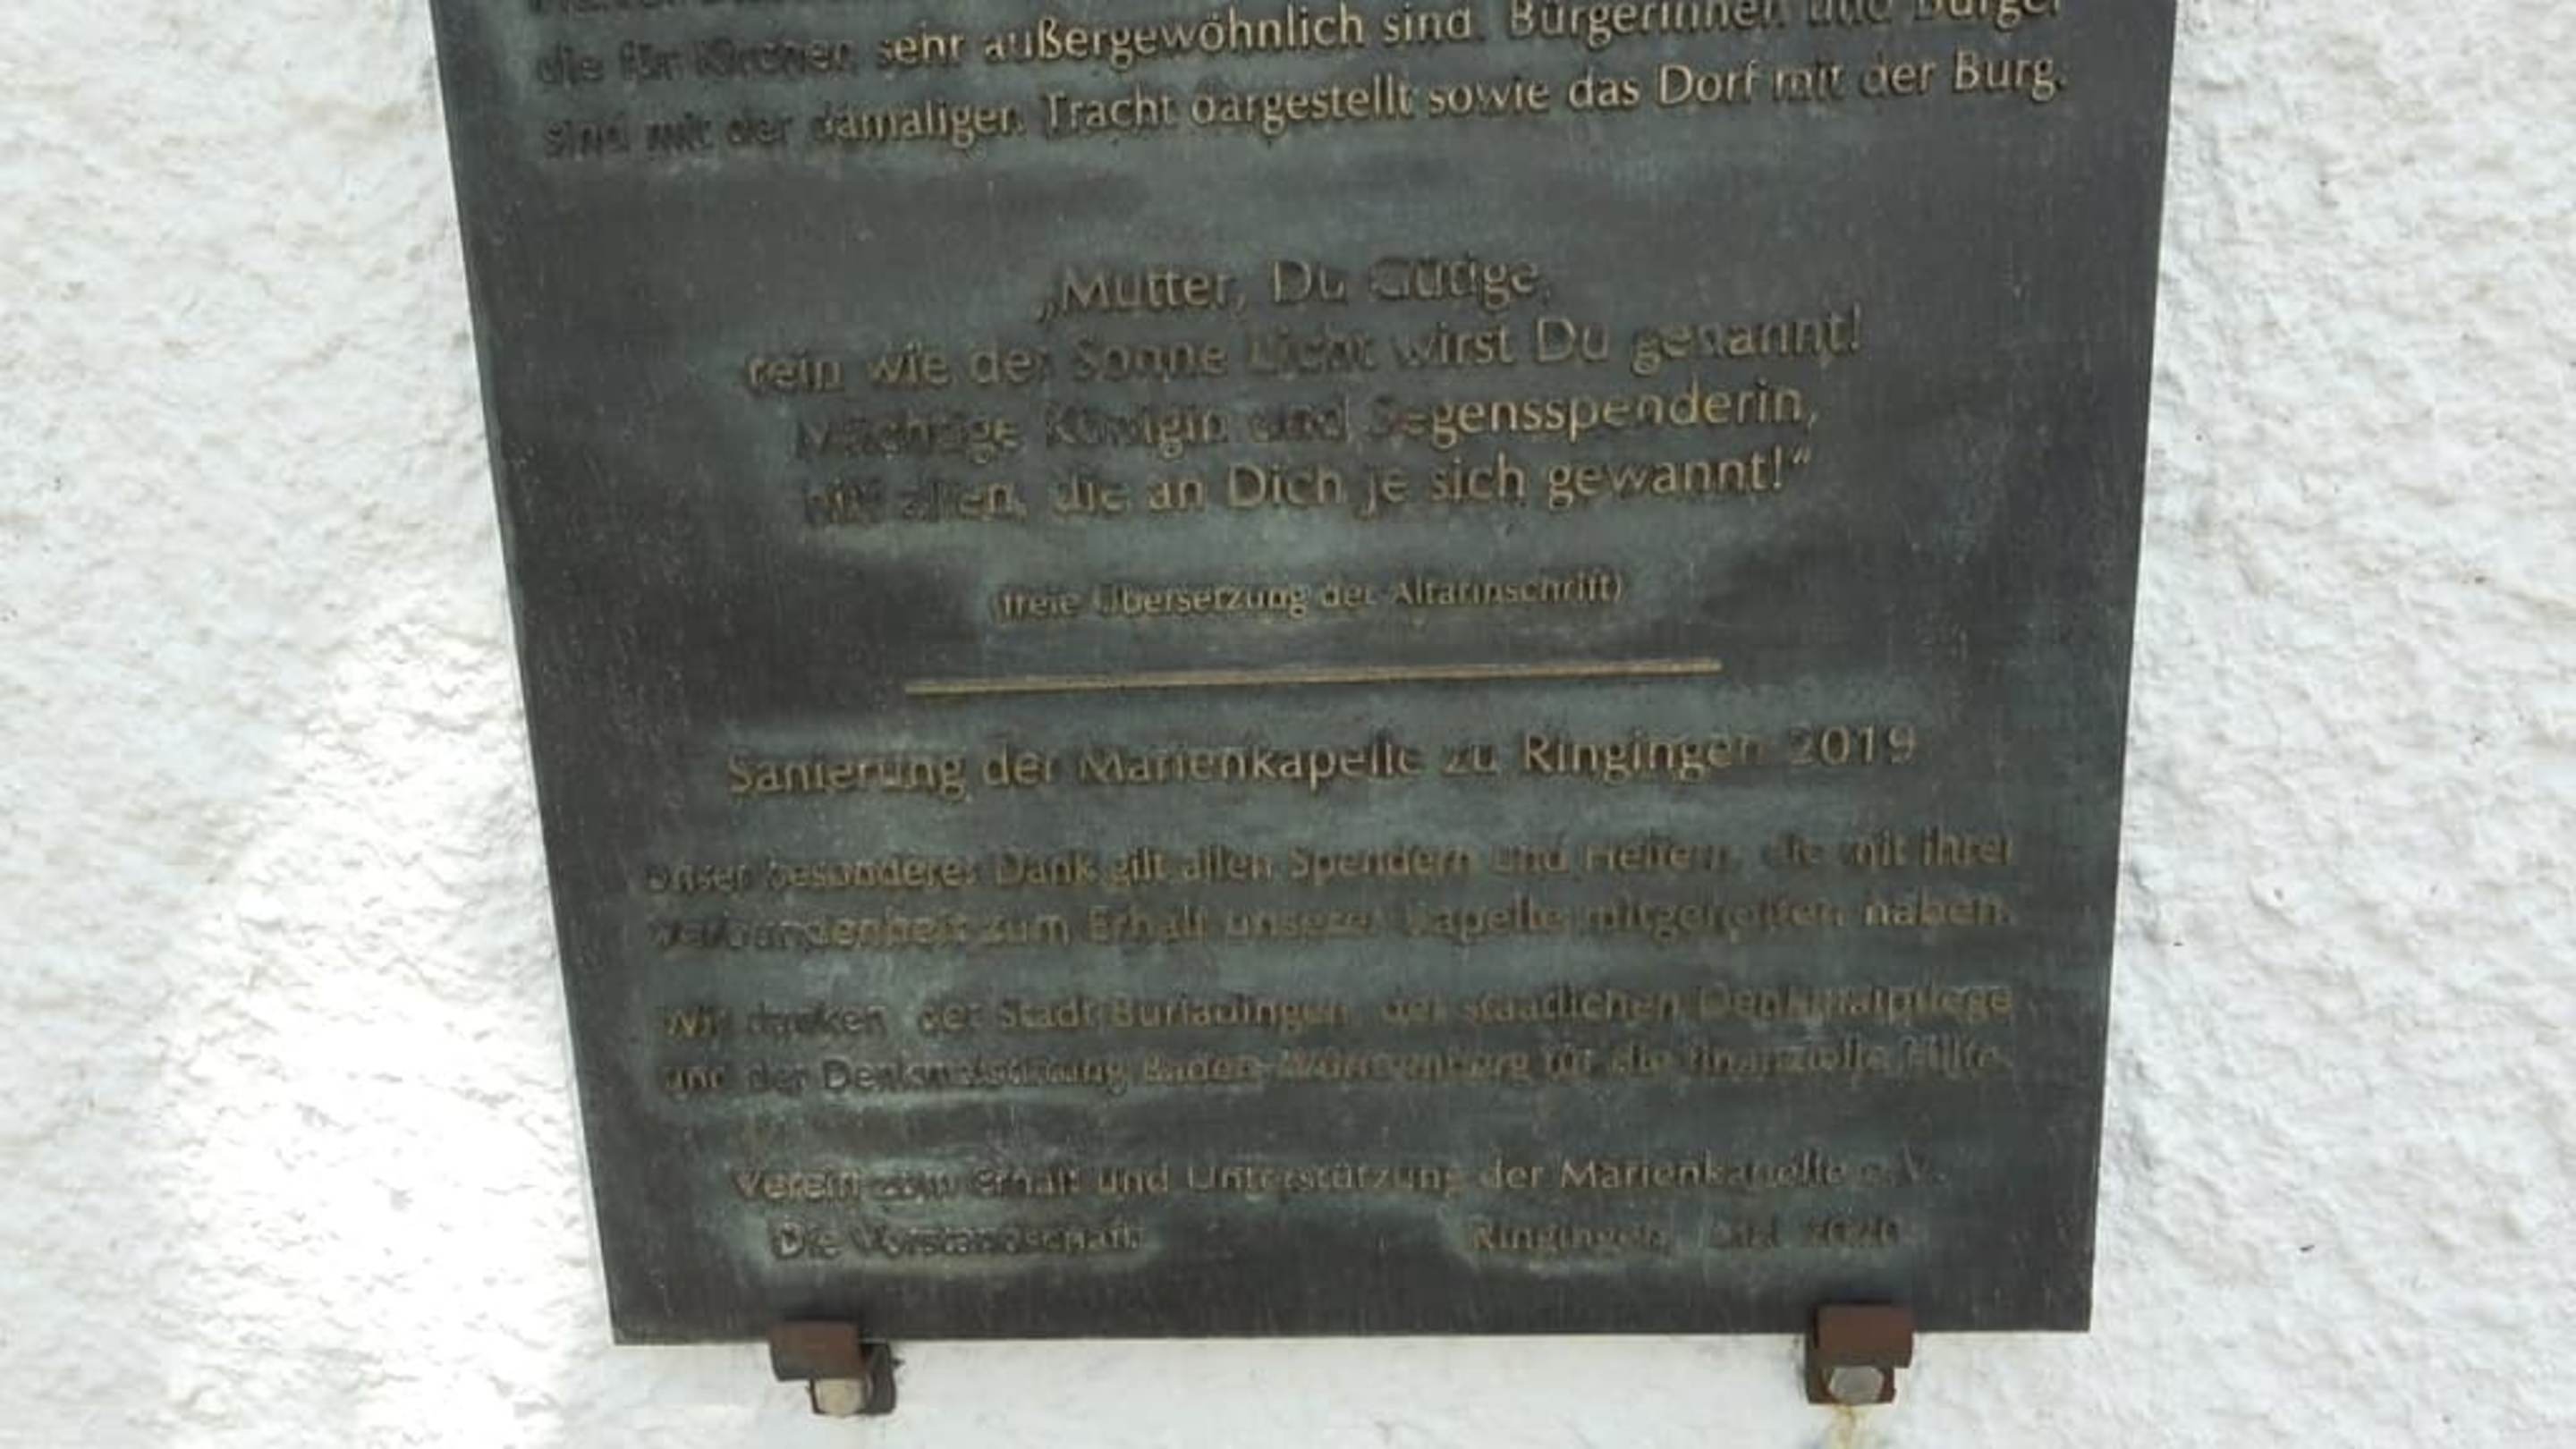 die für Kirchen sehr außergewöhnlich sind. Bürgerinnen und Bürger
sind mit der damaligen Tracht dargestellt sowie das Dorf mit der Burg.
„Mutter, Du Gütige,
rein wie der Sonne Licht wirst Du genannt!
Mächtige Königin und Segensspenderin,
hilf allen, die an Dich je sich gewannt!“
(freie Übersetzung der Altarinschrift)
Sanierung der Marienkapelle zu Ringingen 2019
Unser besonderer Dank gilt allen Spendern und Helfern, die mit ihrer
Verbundenheit zum Erhalt unserer Kapelle mitgeholfen haben.
Wir danken der Stadt Burladingen, der staatlichen Denkmalpflege
und der Denkmalstiftung Baden-Württemberg für die finanzielle Hilfe.
Verein zum Erhalt und Unterstützung der Marienkapelle e.V.
Die Vorstandschaft
Ringingen, 2020